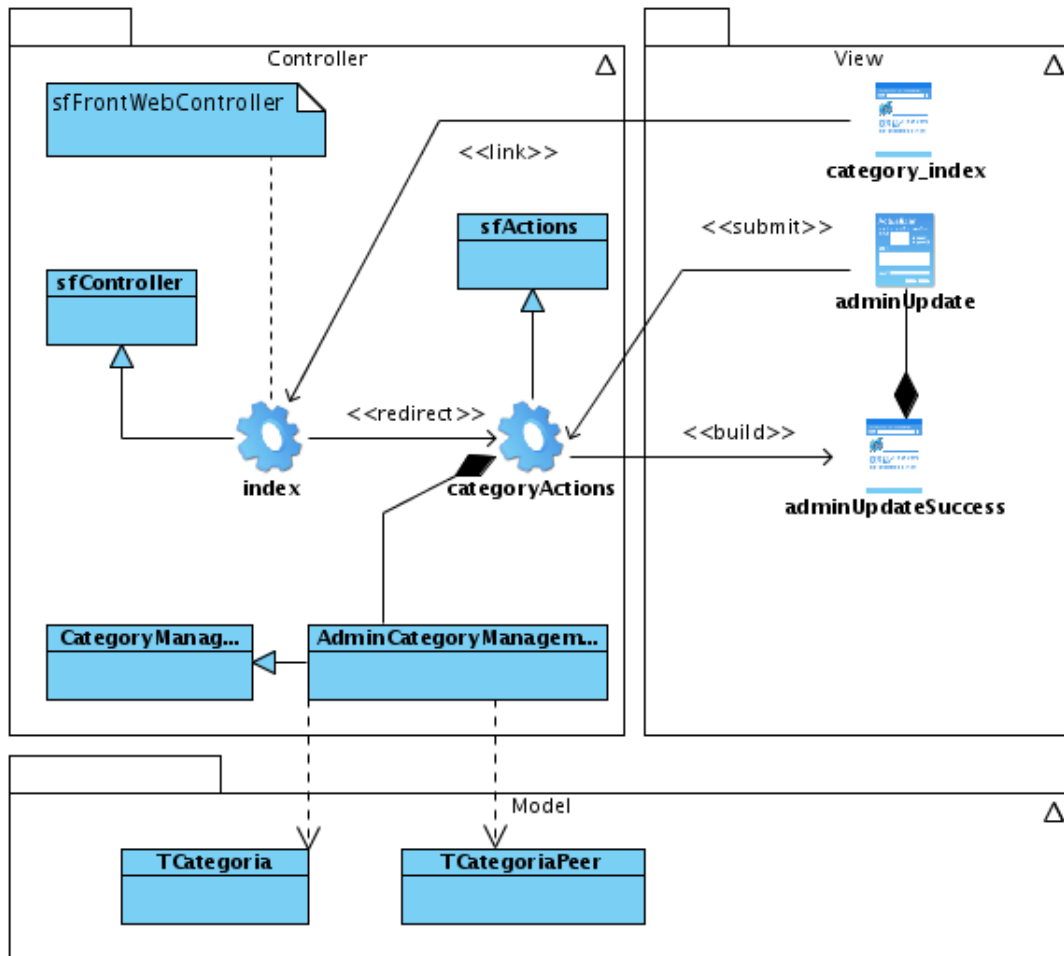 Controller
View
sfFrontWebController
<<link>>
category_index
sfActions
<<submit>>
sfController
adminUpdate
<<redirect>>
<<build>>
index
categoryActions
adminUpdateSuccess
CategoryManag...
AdminCategoryManagem...
Model
TCategoria
TCategoriaPeer